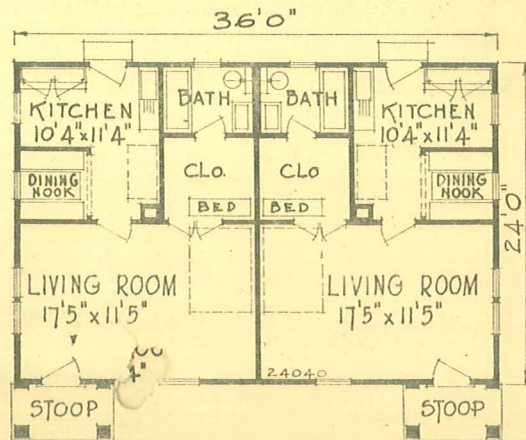 36'0"
KITCHEN
10'4"x11'4"
BATH
BATH
KITCHEN
10'4"x11'4"
DINING
NOOK
CLO.
CLO
DINING
NOOK
BED
BED
24'0"
LIVING ROOM
17'5"x11'5"
LIVING ROOM
17'5"x11'5"
4"
24040
STOOP
STOOP